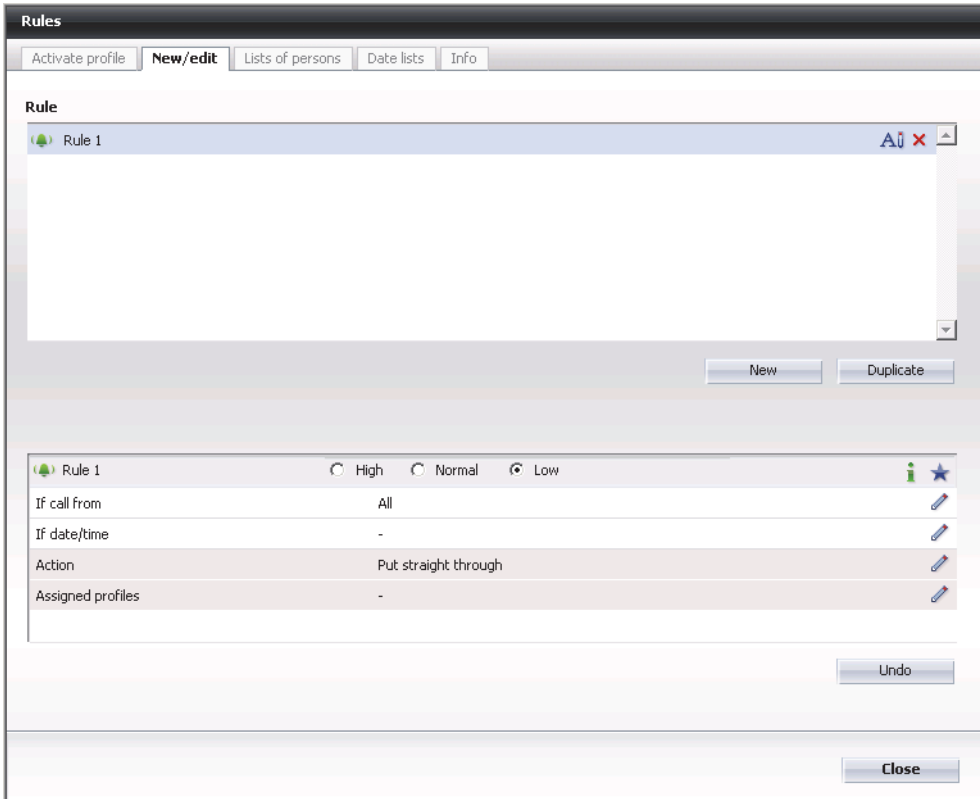 Rules
Activate profile New/edit Lists of persons Date lists Info
Rule
Rule 1
New Duplicate
Rule 1 High Normal Low
If call from All
If date/time -
Action Put straight through
Assigned profiles -
Undo
Close